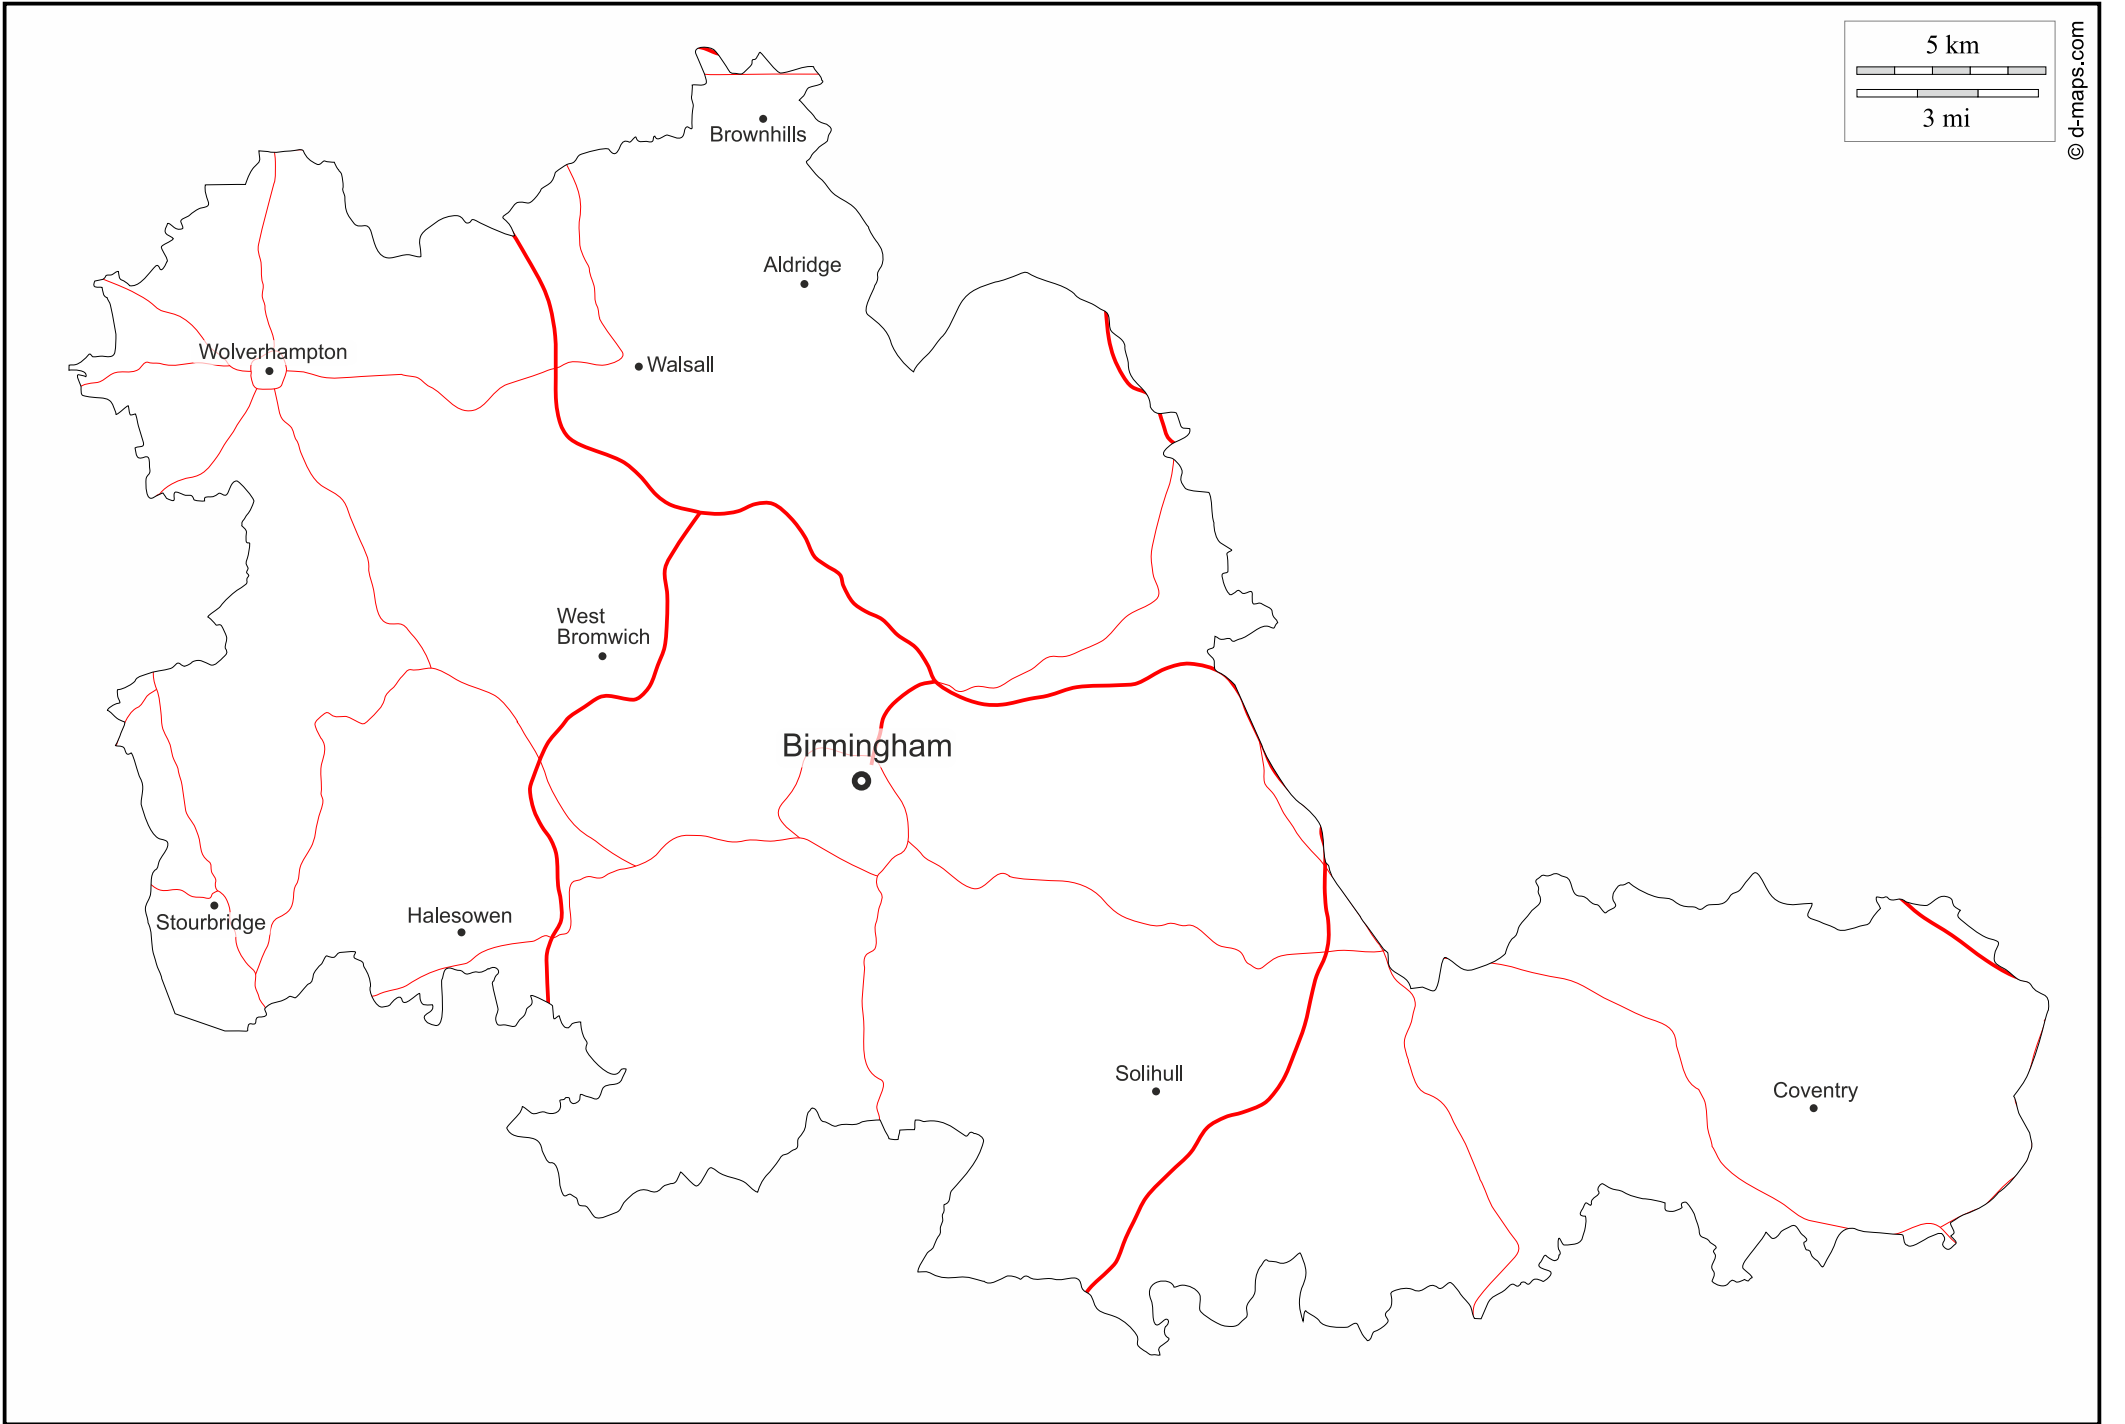 5 km
3 mi
© d-maps.com
Brownhills
Aldridge
Wolverhampton
Walsall
West
Bromwich
Birmingham
Stourbridge
Halesowen
Solihull
Coventry